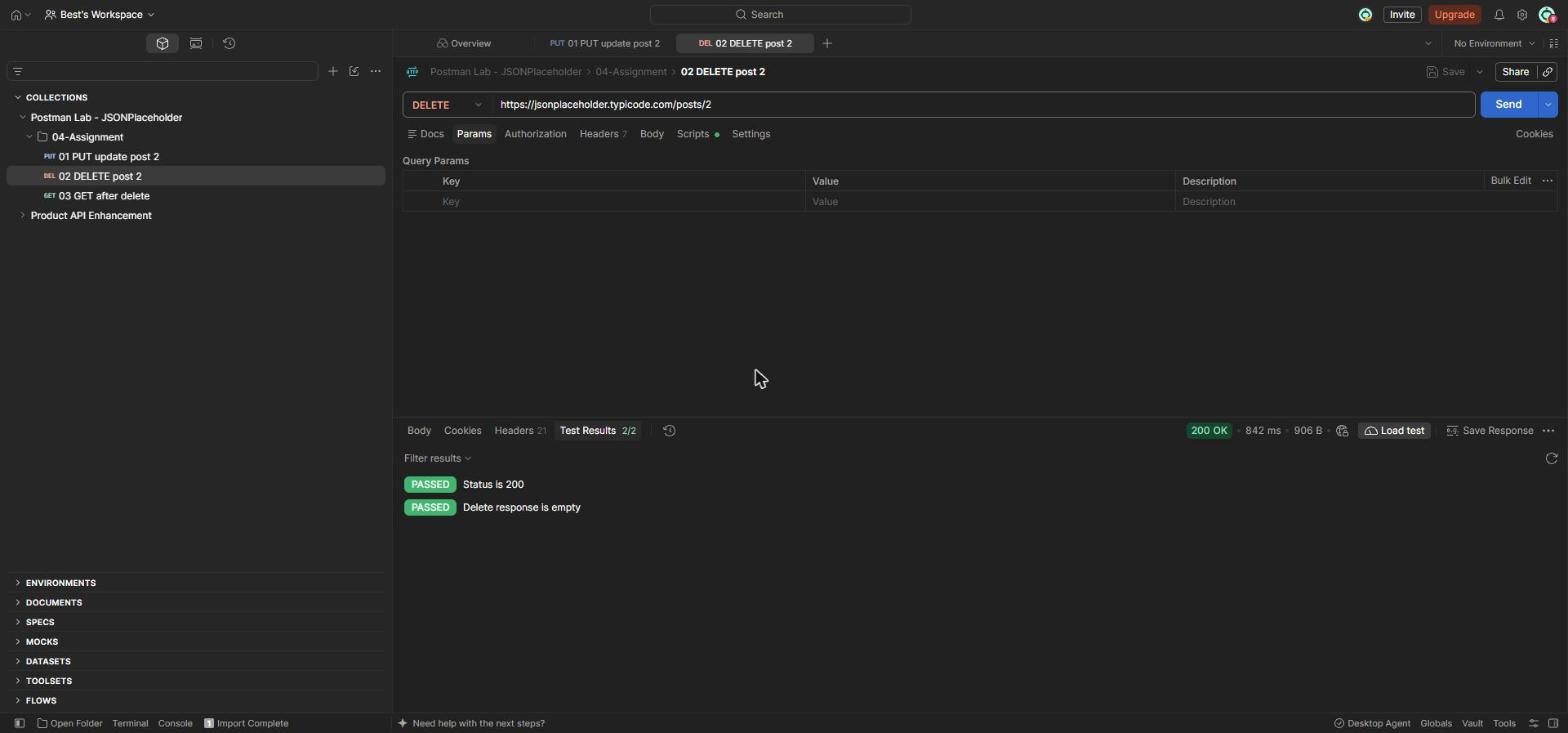 Best's Workspace
Search
Invite
Upgrade
Overview
PUT 01 PUT update post 2
DEL 02 DELETE post 2
No Environment
Postman Lab - JSONPlaceholder > 04-Assignment > 02 DELETE post 2
Save
Share
COLLECTIONS
Postman Lab - JSONPlaceholder
04-Assignment
PUT 01 PUT update post 2
DEL 02 DELETE post 2
GET 03 GET after delete
Product API Enhancement
DELETE
https://jsonplaceholder.typicode.com/posts/2
Send
Docs Params Authorization Headers 7 Body Scripts Settings
Cookies
Query Params
Key Value Description Bulk Edit
Key Value Description
Body Cookies Headers 21 Test Results 2/2
200 OK 842 ms 906 B Load test Save Response
Filter results
PASSED Status is 200
PASSED Delete response is empty
ENVIRONMENTS
DOCUMENTS
SPECS
MOCKS
DATASETS
TOOLSETS
FLOWS
Open Folder Terminal Console 1 Import Complete
Need help with the next steps?
Desktop Agent Globals Vault Tools